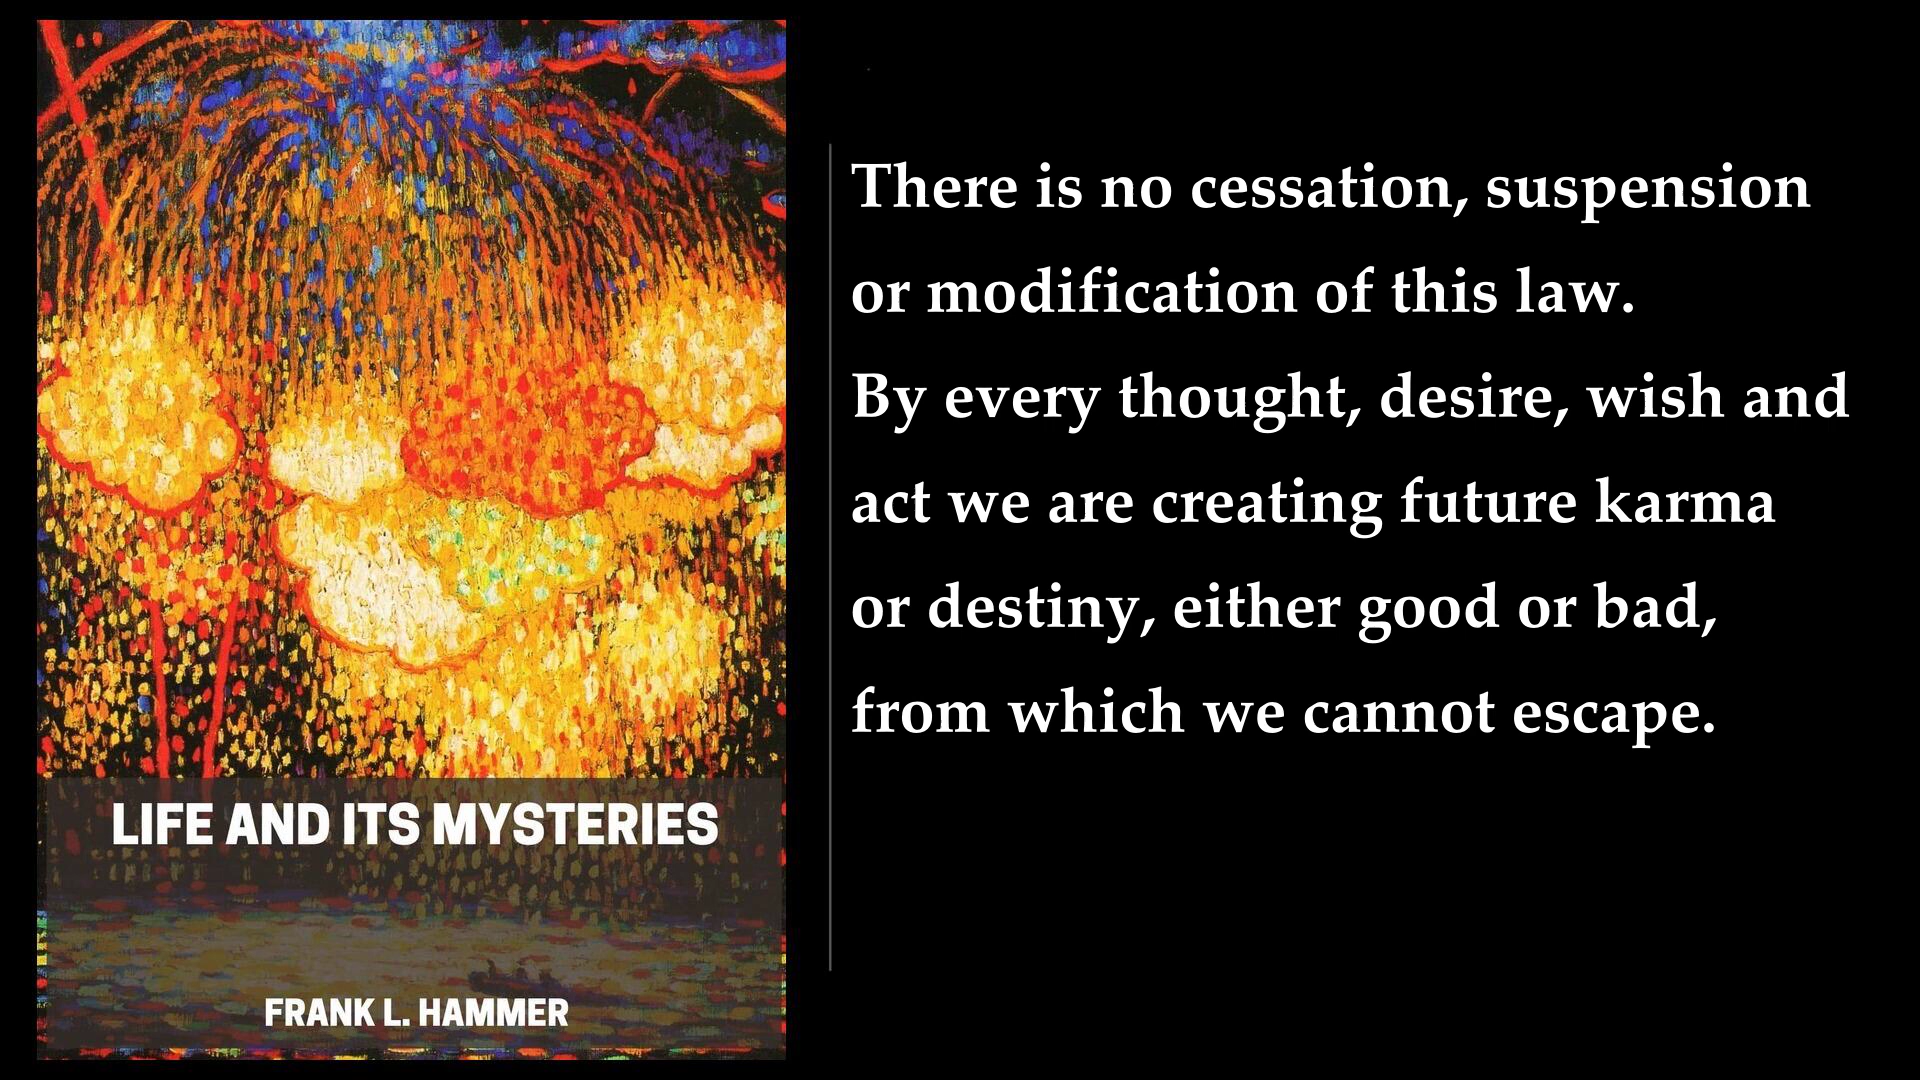 LIFE AND ITS MYSTERIES
FRANK L. HAMMER
There is no cessation, suspension
or modification of this law.
By every thought, desire, wish and
act we are creating future karma
or destiny, either good or bad,
from which we cannot escape.